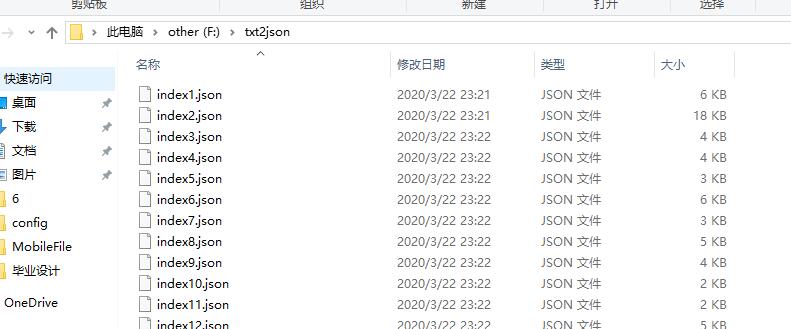 剪贴板 组织 新建 打开 选择
此电脑 other (F:) txt2json
名称 修改日期 类型 大小
快速访问
桌面
下载
文档
图片
6
config
MobileFile
毕业设计
OneDrive
index1.json 2020/3/22 23:21 JSON 文件 6 KB
index2.json 2020/3/22 23:21 JSON 文件 18 KB
index3.json 2020/3/22 23:22 JSON 文件 4 KB
index4.json 2020/3/22 23:22 JSON 文件 4 KB
index5.json 2020/3/22 23:22 JSON 文件 3 KB
index6.json 2020/3/22 23:22 JSON 文件 6 KB
index7.json 2020/3/22 23:22 JSON 文件 3 KB
index8.json 2020/3/22 23:22 JSON 文件 5 KB
index9.json 2020/3/22 23:22 JSON 文件 4 KB
index10.json 2020/3/22 23:22 JSON 文件 2 KB
index11.json 2020/3/22 23:22 JSON 文件 2 KB
index12.json 2020/3/22 23:22 JSON 文件 5 KB